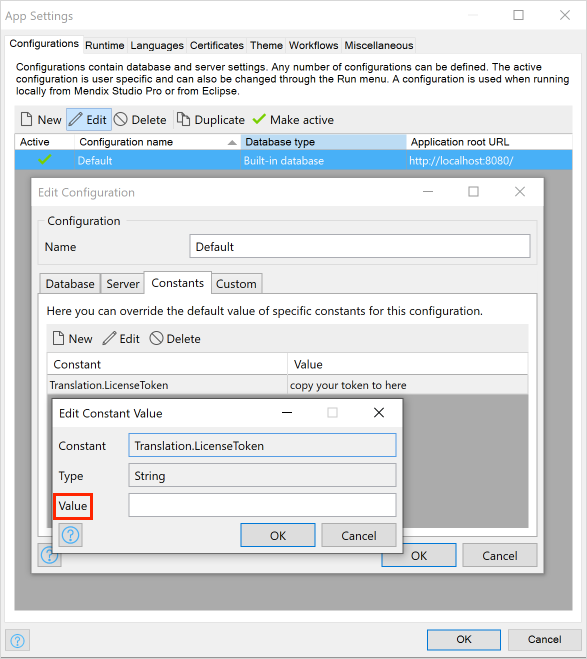 App Settings
Configurations Runtime Languages Certificates Theme Workflows Miscellaneous
Configurations contain database and server settings. Any number of configurations can be defined. The active
configuration is user specific and can also be changed through the Run menu. A configuration is used when running
locally from Mendix Studio Pro or from Eclipse.
New Edit Delete Duplicate Make active
Active Configuration name Database type Application root URL
Default Built-in database http://localhost:8080/
Edit Configuration
Configuration
Name Default
Database Server Constants Custom
Here you can override the default value of specific constants for this configuration.
New Edit Delete
Constant Value
Translation.LicenseToken copy your token to here
Edit Constant Value
Constant Translation.LicenseToken
Type String
Value
? OK Cancel
? OK Cancel
? OK Cancel